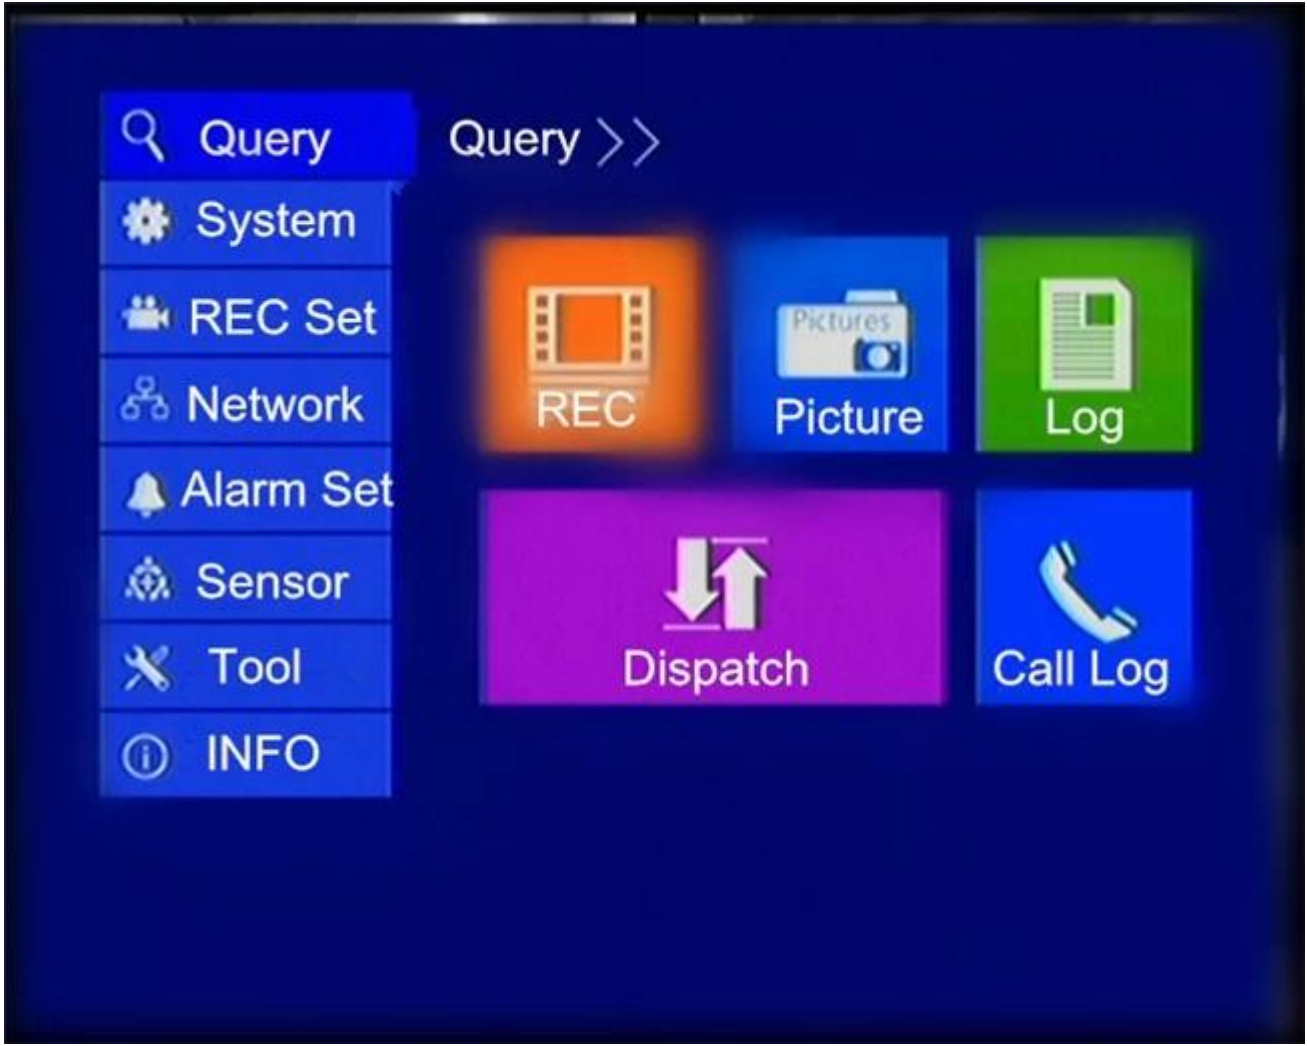 Query
System
REC Set
Network
Alarm Set
Sensor
Tool
INFO
Query >>
REC
Pictures
Picture
Log
Dispatch
Call Log